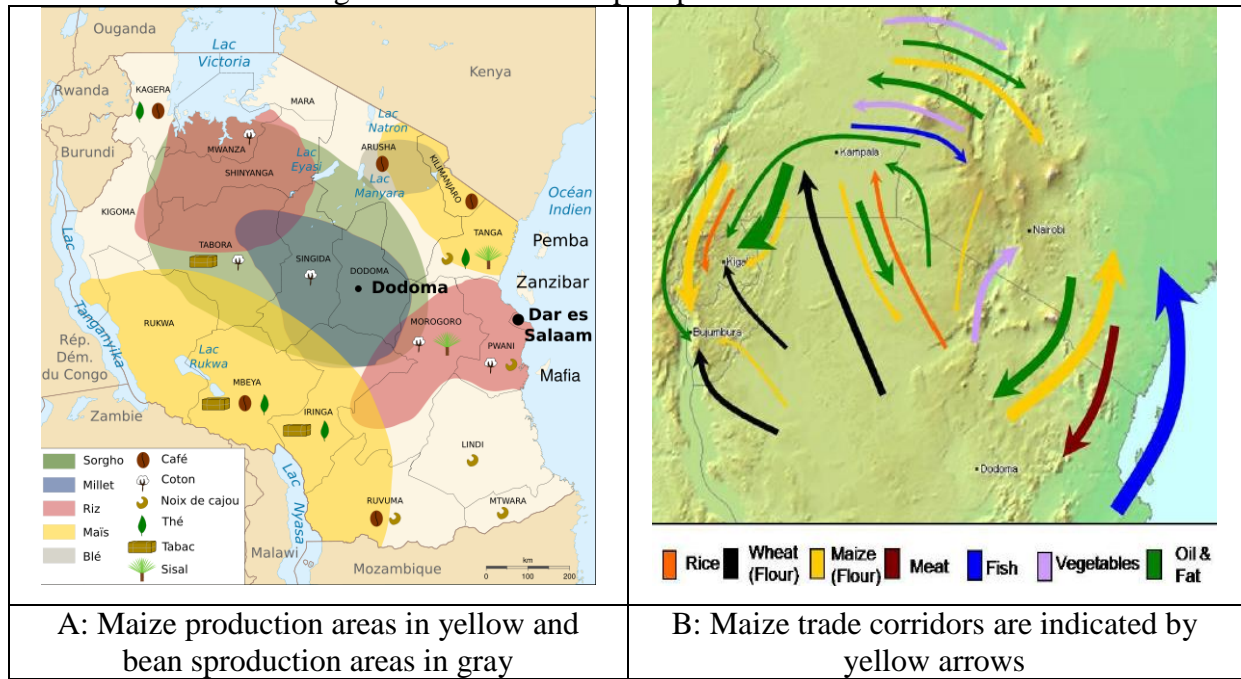 Ouganda
Lac
Victoria
Kenya
Rwanda
KAGERA
MARA
Lac
Natron
Burundi
MWANZA
ARUSHA
Lac
Eyasi
KILIMANJARO
SHINYANGA
Lac
Manyara
Océan
Indien
KIGOMA
TANGA
Pemba
TABORA
SINGIDA
DODOMA
Dodoma
Zanzibar
Lac
Tanganyika
Dar es
Salaam
RUKWA
MOROGORO
PWANI
Rép.
Dém.
du Congo
Lac
Rukwa
Mafia
MBEYA
Zambie
IRINGA
LINDI
Lac
Nyasa
RUVUMA
MTWARA
Malawi
Mozambique
km
0 100 200
Sorgho
Millet
Riz
Maïs
Blé
Café
Coton
Noix de cajou
Thé
Tabac
Sisal
Kampala
Nairobi
Bujumbura
Dodoma
Rice
Wheat
(Flour)
Maize
(Flour)
Meat
Fish
Vegetables
Oil &
Fat
A: Maize production areas in yellow and
bean sproduction areas in gray
B: Maize trade corridors are indicated by
yellow arrows